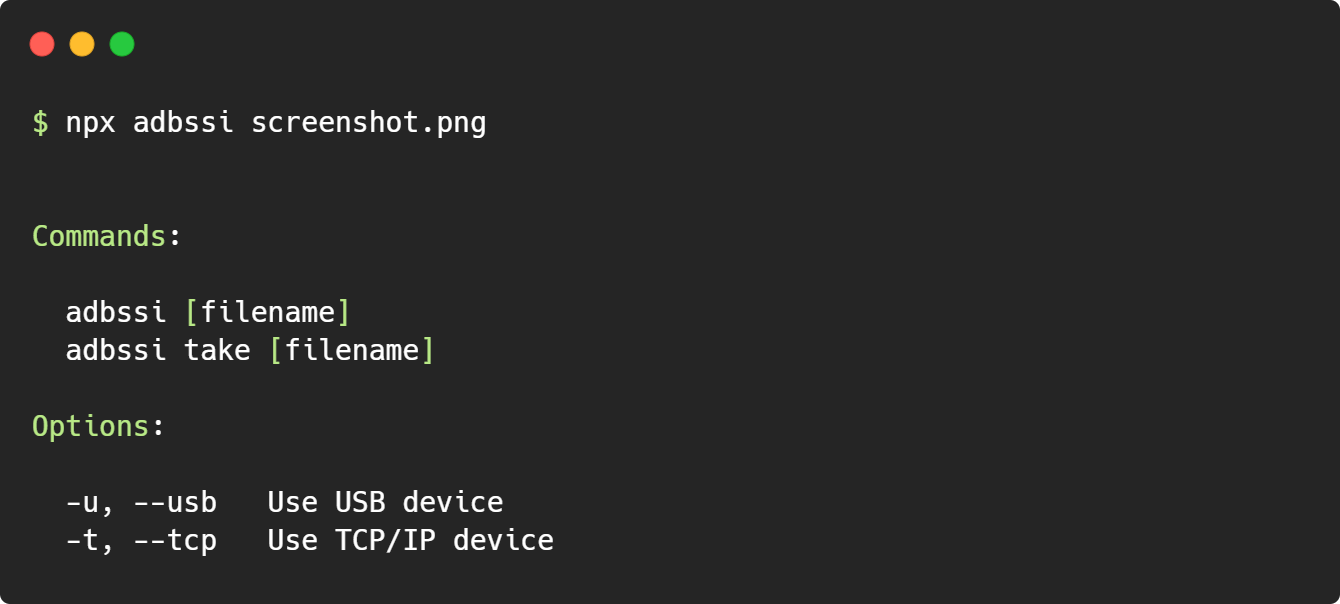 $ npx adbssi screenshot.png
Commands:
adbssi [filename]
adbssi take [filename]
Options:
-u, --usb   Use USB device
-t, --tcp   Use TCP/IP device